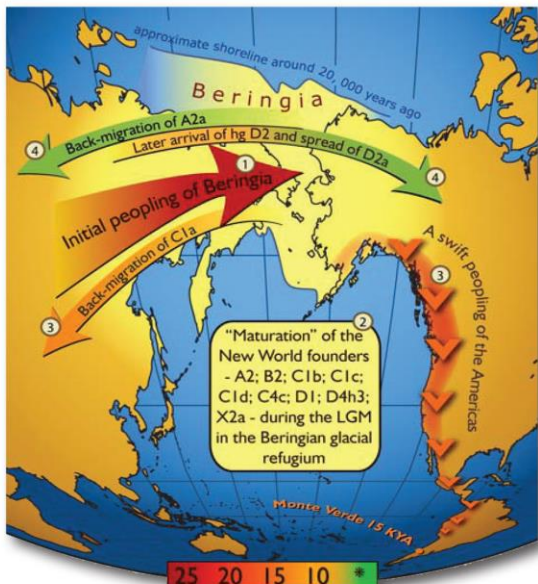 approximate shoreline around 20, 000 years ago
Beringia
Back-migration of A2a
Later arrival of hg D2 and spread of D2a
4
4
1
Initial peopling of Beringia
Back-migration of C1a
3
A swift peopling of the Americas
3
2
"Maturation" of the
New World founders
- A2; B2; C1b; C1c;
C1d; C4c; D1; D4h3;
X2a - during the LGM
in the Beringian glacial
refugium
Monte Verde 15 KYA
25 20 15 10 *